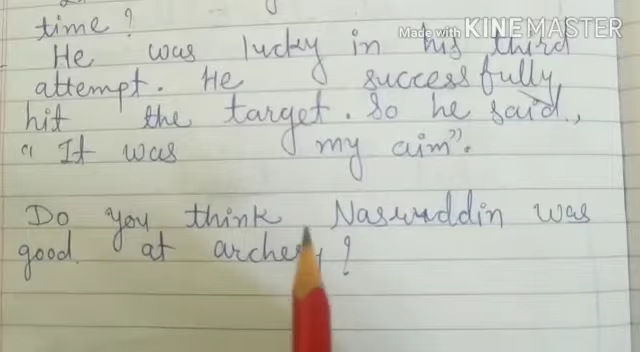 time ?
Made with KINEMASTER
He was lucky in his third
attempt. He successfully
hit the target. So he said,
" It was my aim".
Do you think Nasruddin was
good at archery ?